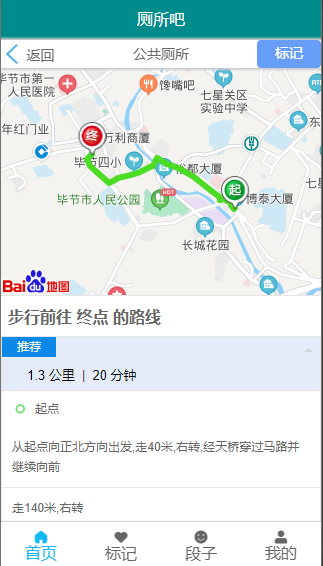 厕所吧
返回
公共厕所
标记
毕节市第一
人民医院
馋嘴吧
七星关区
实验中学
年红门业
终
万利商厦
毕节四小
裕都大厦
起
博泰大厦
七星
毕节市人民公园
HOT
长城花园
东
Bai du 地图
步行前往 终点 的路线
推荐
1.3 公里 | 20 分钟
起点
从起点向正北方向出发,走40米,右转,经天桥穿过马路并
继续向前
走140米,右转
首页
标记
段子
我的